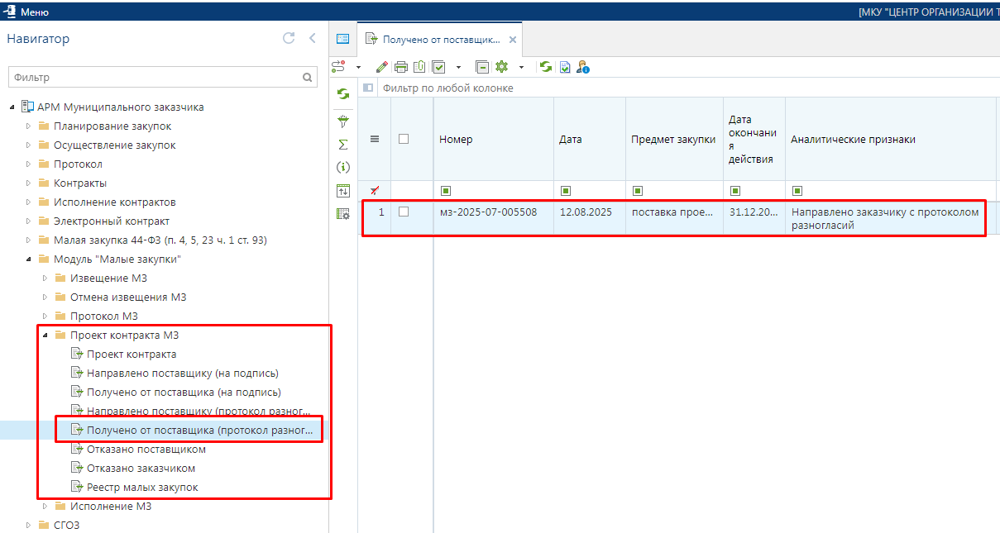 Меню
[МКУ "ЦЕНТР ОРГАНИЗАЦИИ Т
Навигатор
Получено от поставщик...
Фильтр
Фильтр по любой колонке
АРМ Муниципального заказчика
Планирование закупок
Осуществление закупок
Протокол
Контракты
Исполнение контрактов
Электронный контракт
Малая закупка 44-ФЗ (п. 4, 5, 23 ч. 1 ст. 93)
Модуль "Малые закупки"
Извещение МЗ
Отмена извещения МЗ
Протокол МЗ
Проект контракта МЗ
Проект контракта
Направлено поставщику (на подпись)
Получено от поставщика (на подпись)
Направлено поставщику (протокол разног...
Получено от поставщика (протокол разног...
Отказано поставщиком
Отказано заказчиком
Реестр малых закупок
Исполнение МЗ
СГОЗ
Номер
Дата
Предмет закупки
Дата
окончани
я
действия
Аналитические признаки
1
мз-2025-07-005508
12.08.2025
поставка прое...
31.12.20...
Направлено заказчику с протоколом
разногласий